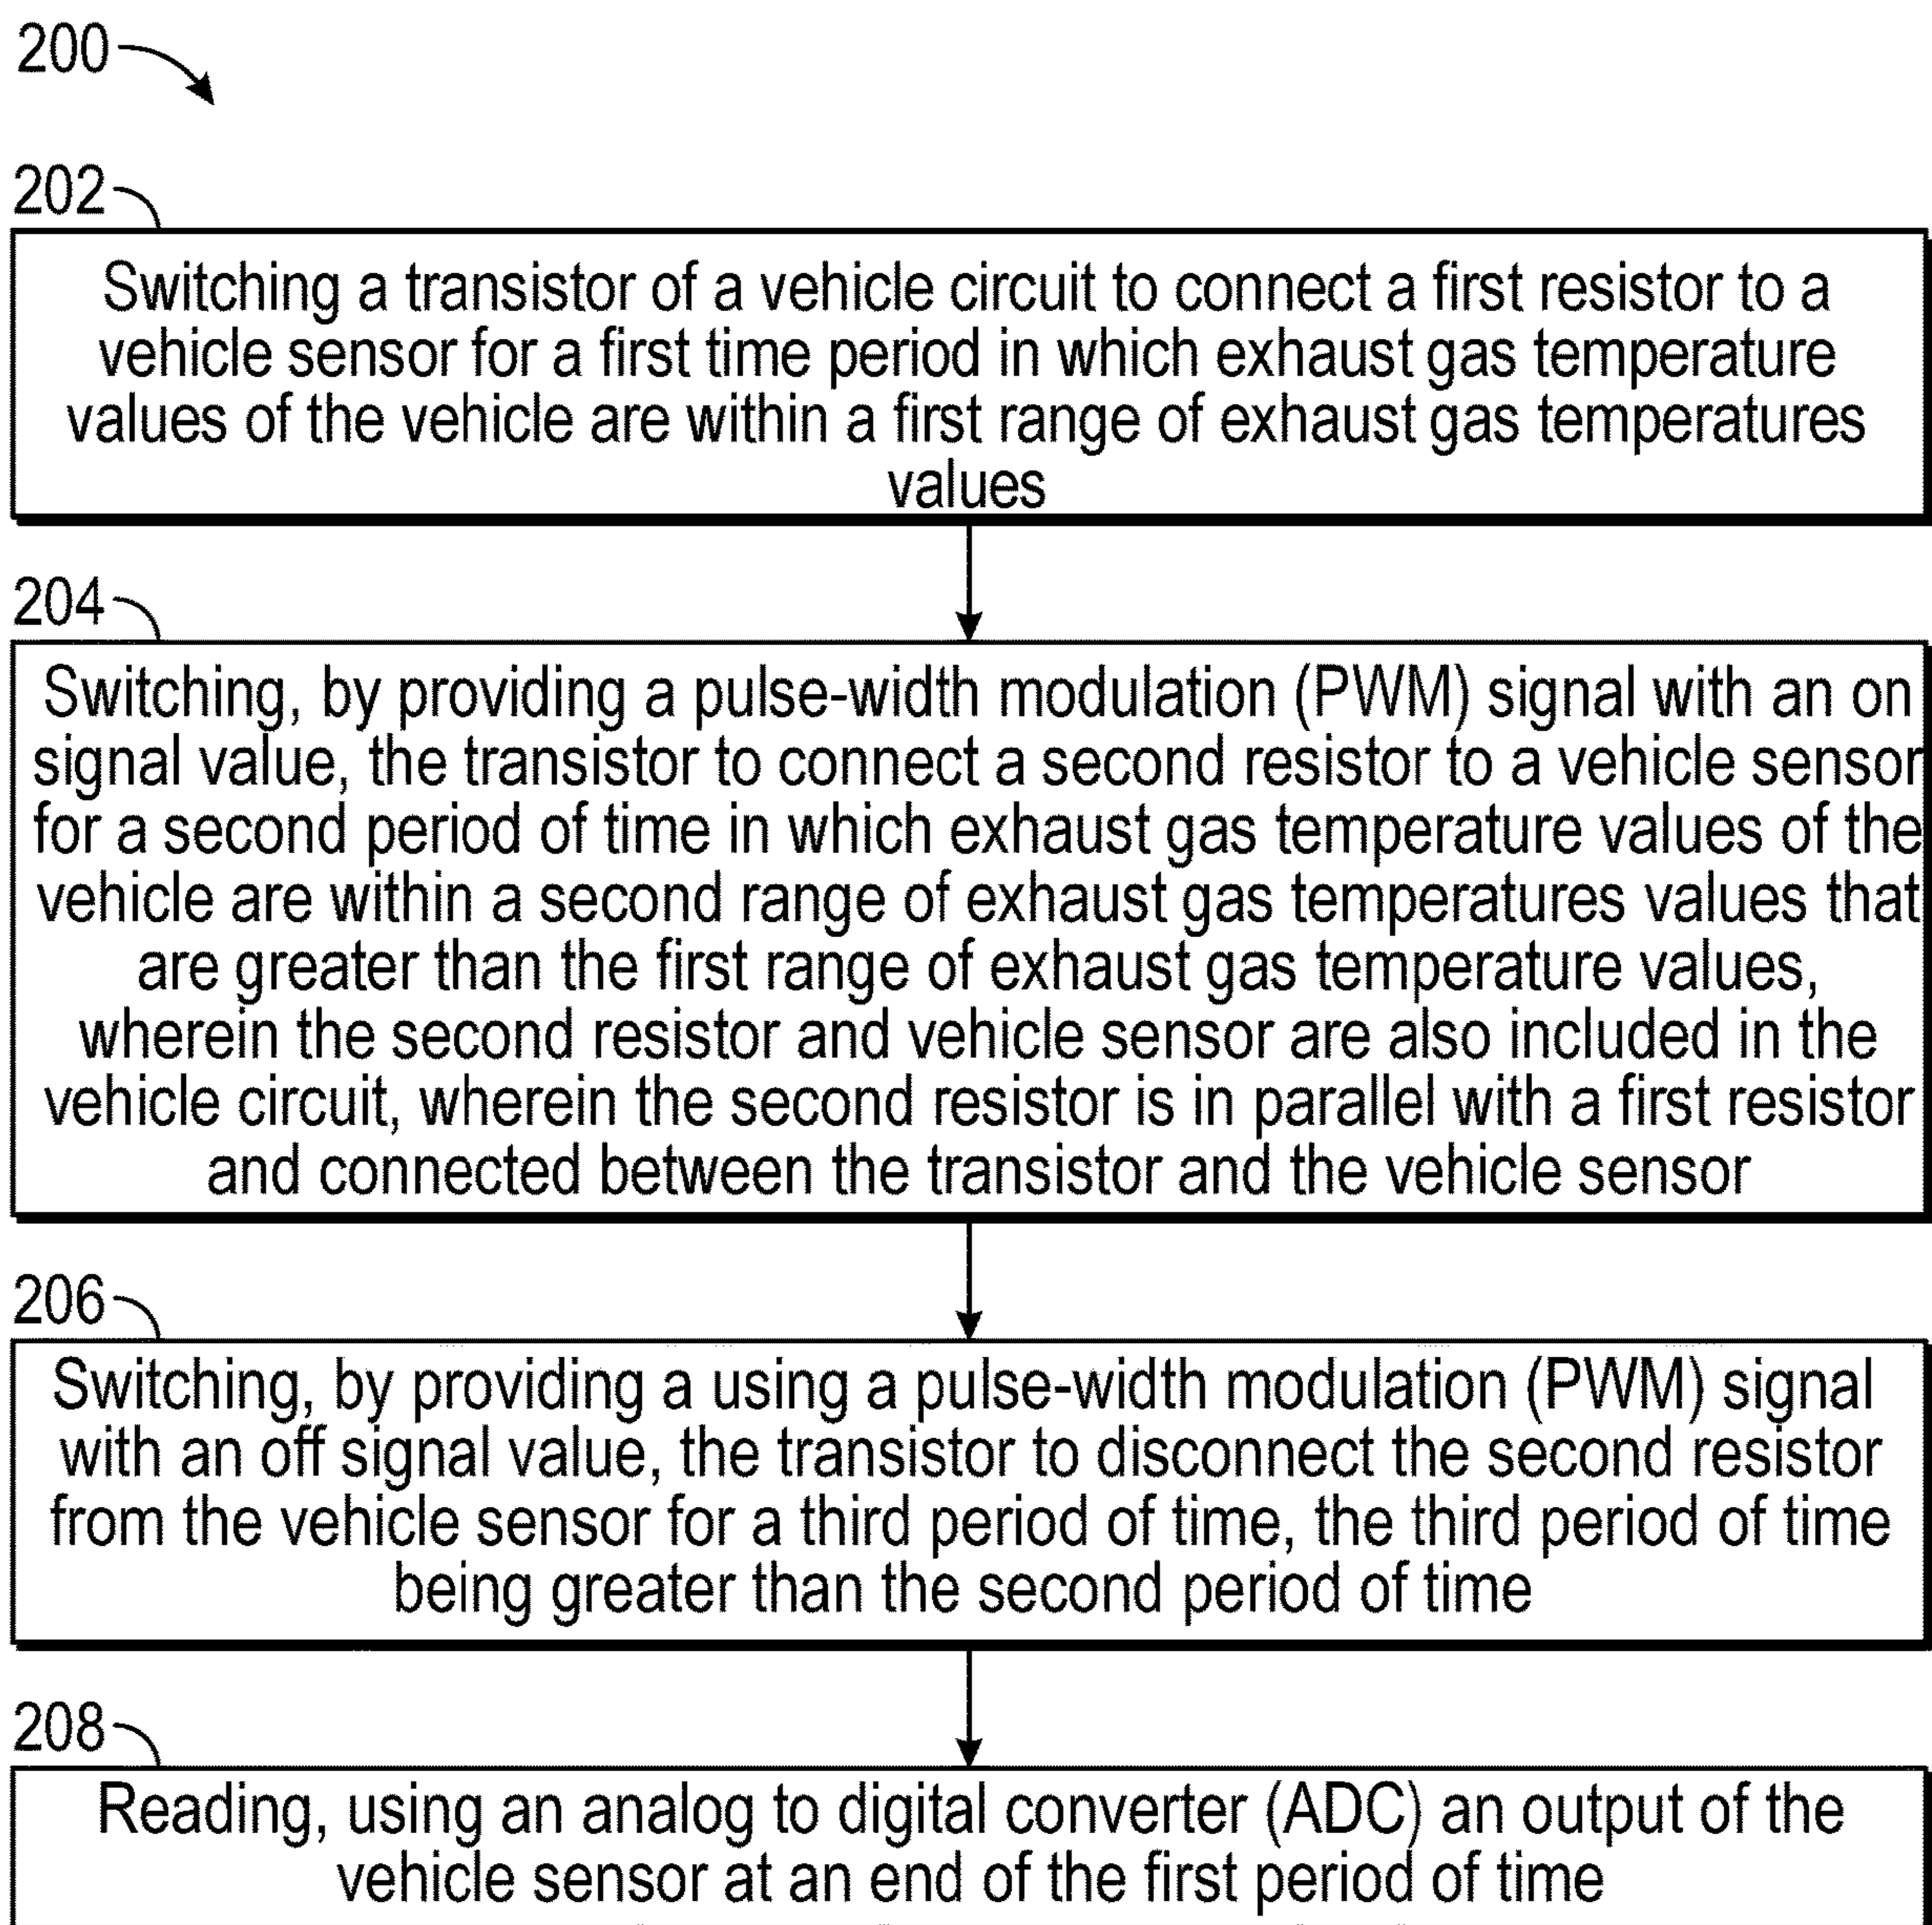 200
202
Switching a transistor of a vehicle circuit to connect a first resistor to a
vehicle sensor for a first time period in which exhaust gas temperature
values of the vehicle are within a first range of exhaust gas temperatures
values
204
Switching, by providing a pulse-width modulation (PWM) signal with an on
signal value, the transistor to connect a second resistor to a vehicle sensor
for a second period of time in which exhaust gas temperature values of the
vehicle are within a second range of exhaust gas temperatures values that
are greater than the first range of exhaust gas temperature values,
wherein the second resistor and vehicle sensor are also included in the
vehicle circuit, wherein the second resistor is in parallel with a first resistor
and connected between the transistor and the vehicle sensor
206
Switching, by providing a using a pulse-width modulation (PWM) signal
with an off signal value, the transistor to disconnect the second resistor
from the vehicle sensor for a third period of time, the third period of time
being greater than the second period of time
208
Reading, using an analog to digital converter (ADC) an output of the
vehicle sensor at an end of the first period of time